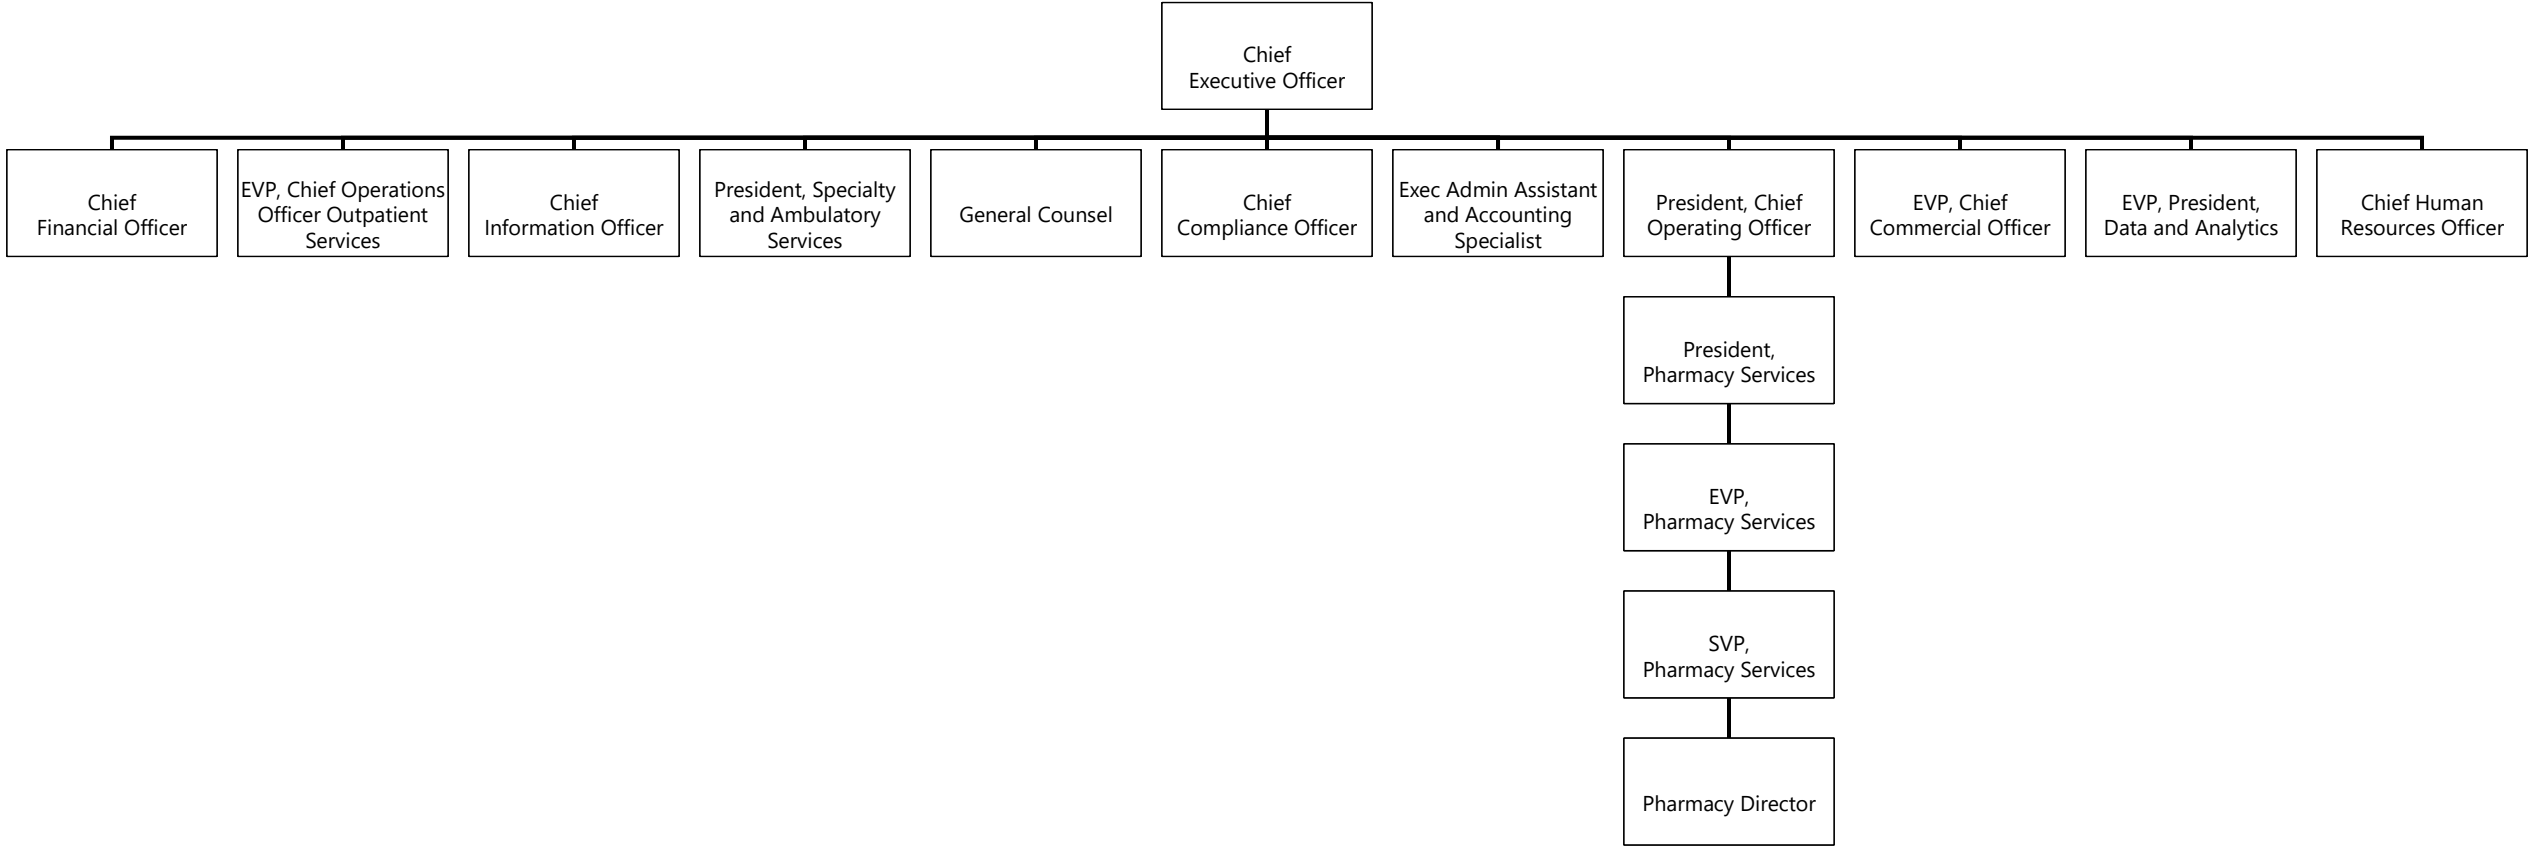 Chief
Executive Officer
Chief
Financial Officer
EVP, Chief Operations
Officer Outpatient
Services
Chief
Information Officer
President, Specialty
and Ambulatory
Services
General Counsel
Chief
Compliance Officer
Exec Admin Assistant
and Accounting
Specialist
President, Chief
Operating Officer
EVP, Chief
Commercial Officer
EVP, President,
Data and Analytics
Chief Human
Resources Officer
President,
Pharmacy Services
EVP,
Pharmacy Services
SVP,
Pharmacy Services
Pharmacy Director